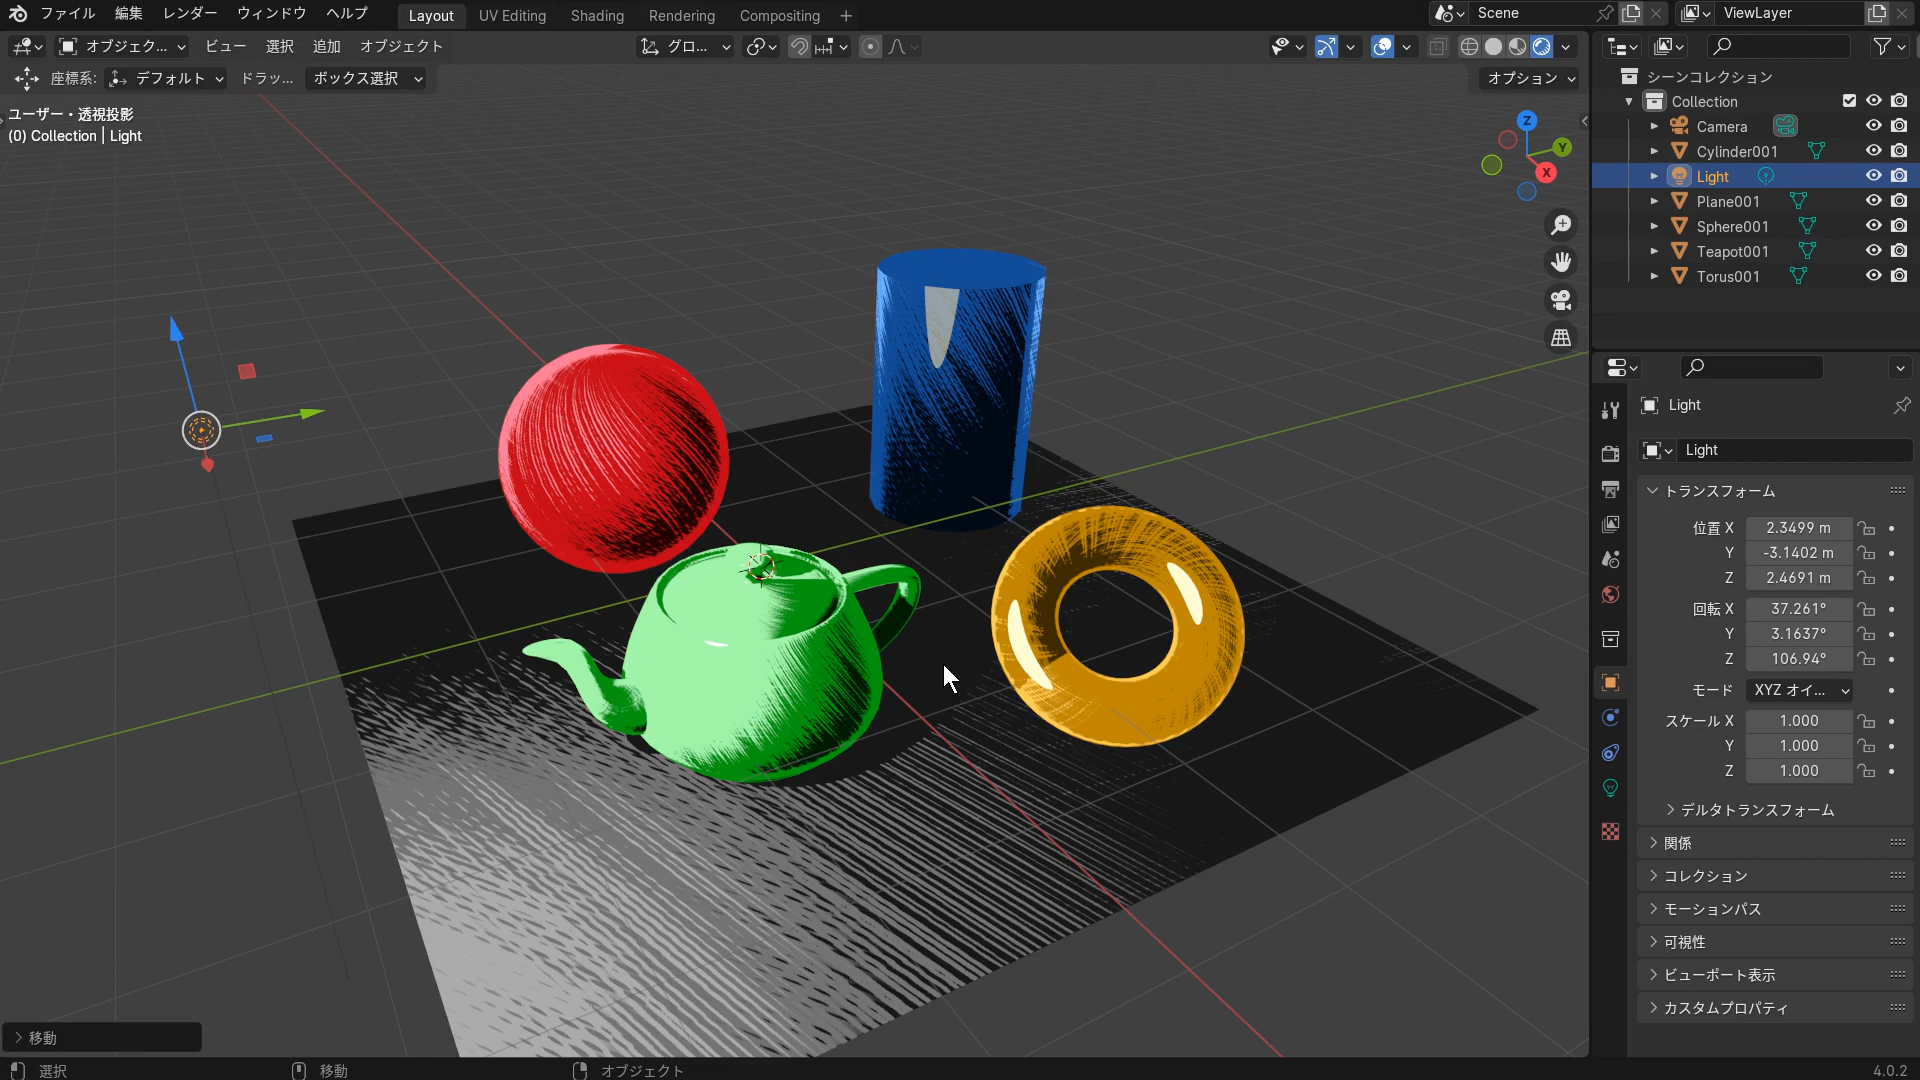 ファイル 編集 レンダー ウィンドウ ヘルプ Layout UV Editing Shading Rendering Compositing + Scene ViewLayer
オブジェク... ビュー 選択 追加 オブジェクト グロ...
座標系: デフォルト ドラッ... ボックス選択 オプション
ユーザー・透視投影
(0) Collection | Light
Z
Y
X
シーンコレクション
Collection
Camera
Cylinder001
Light
Plane001
Sphere001
Teapot001
Torus001
Light
Light
トランスフォーム
位置 X 2.3499 m
Y -3.1402 m
Z 2.4691 m
回転 X 37.261°
Y 3.1637°
Z 106.94°
モード XYZ オイ...
スケール X 1.000
Y 1.000
Z 1.000
デルタトランスフォーム
関係
コレクション
モーションパス
可視性
ビューポート表示
カスタムプロパティ
移動
選択 移動 オブジェクト 4.0.2